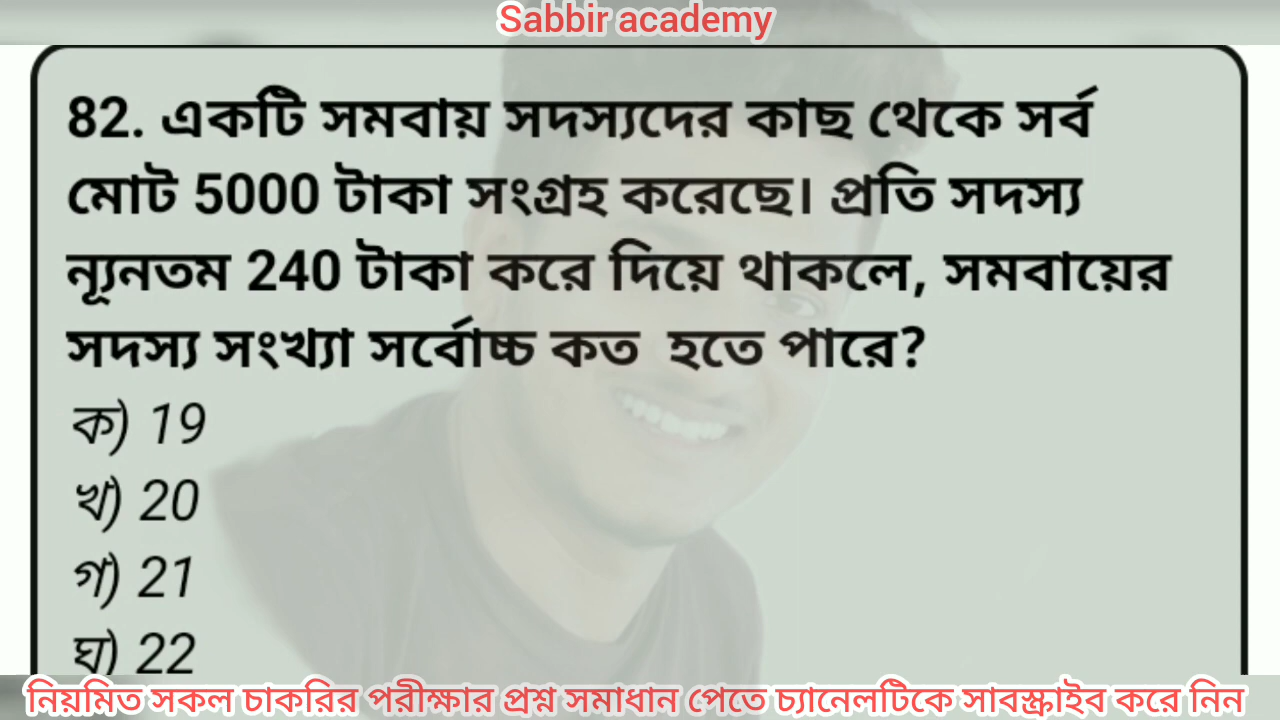 Sabbir academy
82. একটি সমবায় সদস্যদের কাছ থেকে সর্ব
মোট 5000 টাকা সংগ্রহ করেছে। প্রতি সদস্য
ন্যূনতম 240 টাকা করে দিয়ে থাকলে, সমবায়ের
সদস্য সংখ্যা সর্বোচ্চ কত হতে পারে?
ক) 19
খ) 20
গ) 21
ঘ) 22
নিয়মিত সকল চাকরির পরীক্ষার প্রশ্ন সমাধান পেতে চ্যানেলটিকে সাবস্ক্রাইব করে নিন